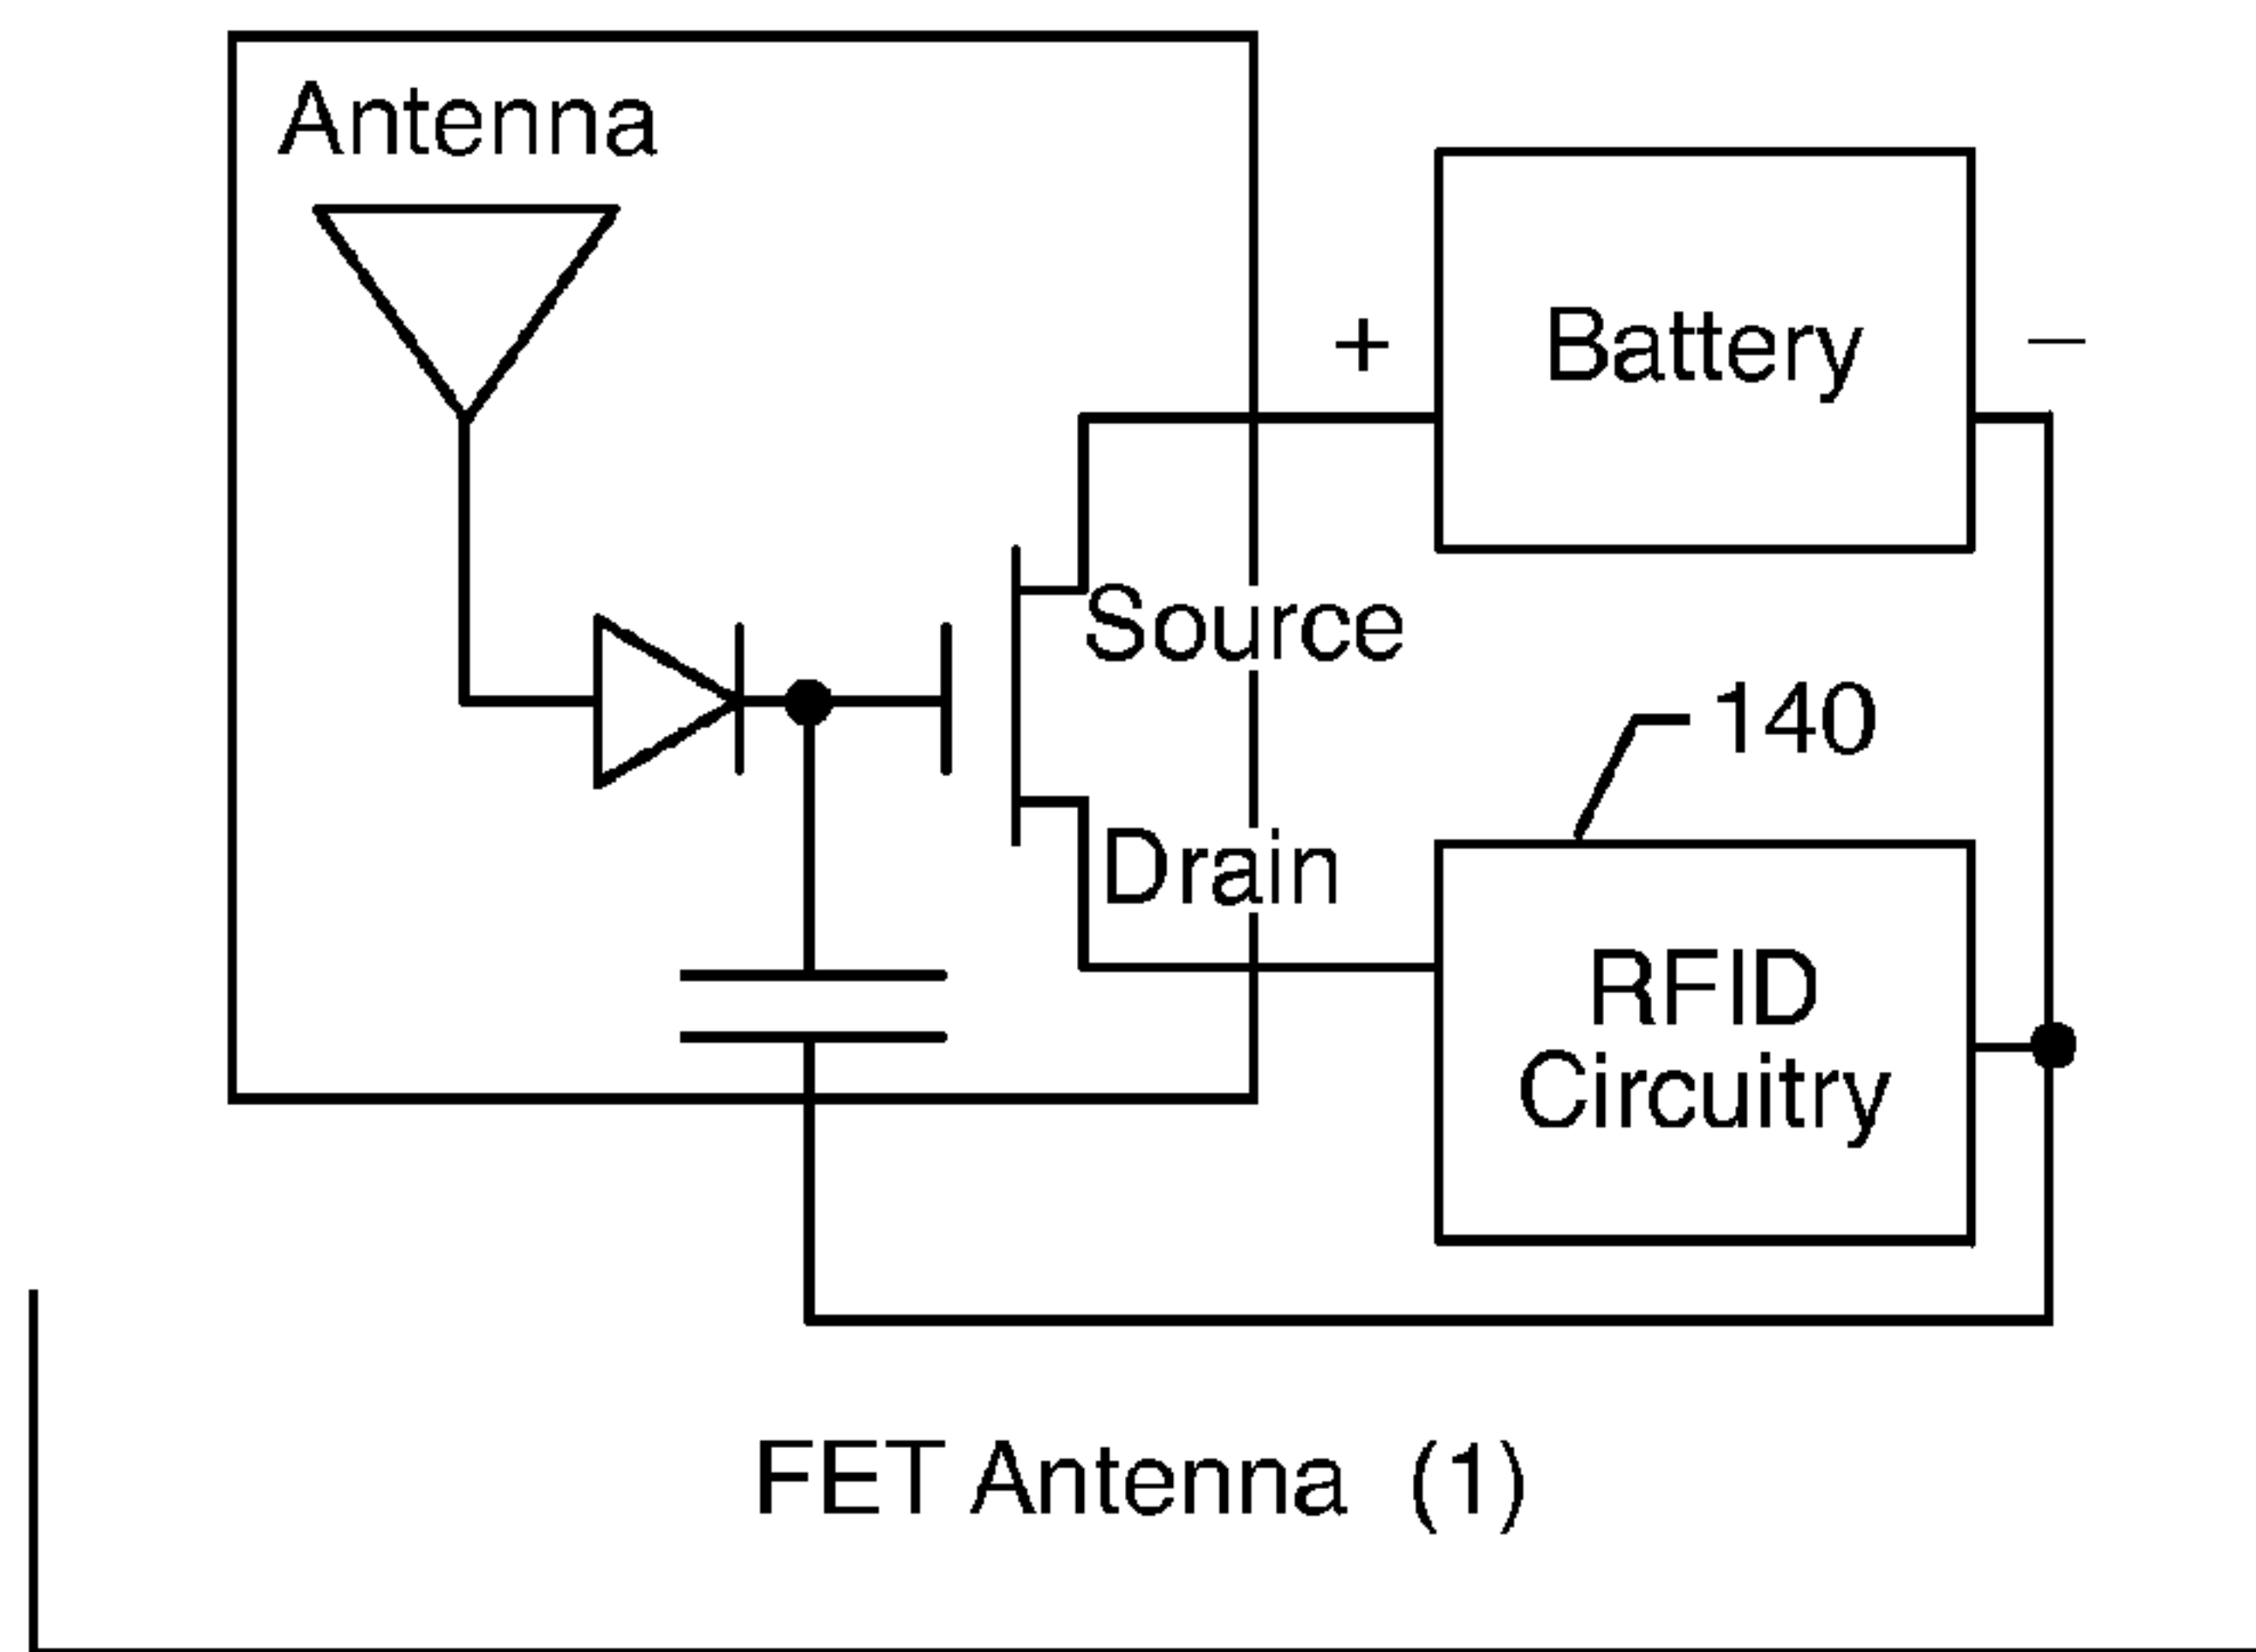 Antenna
+
Battery
—
Source
140
Drain
RFID
Circuitry
FET Antenna (1)